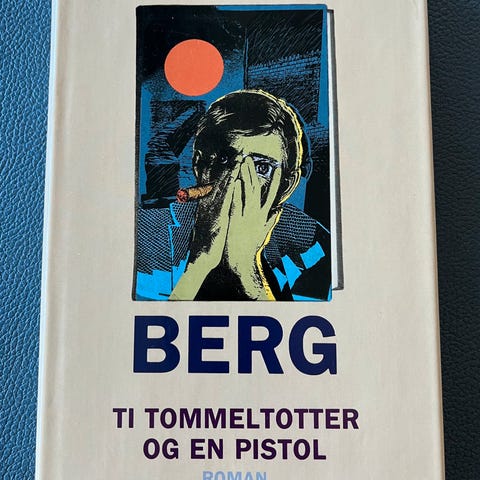 BERG
TI TOMMELTOTTER
OG EN PISTOL
ROMAN